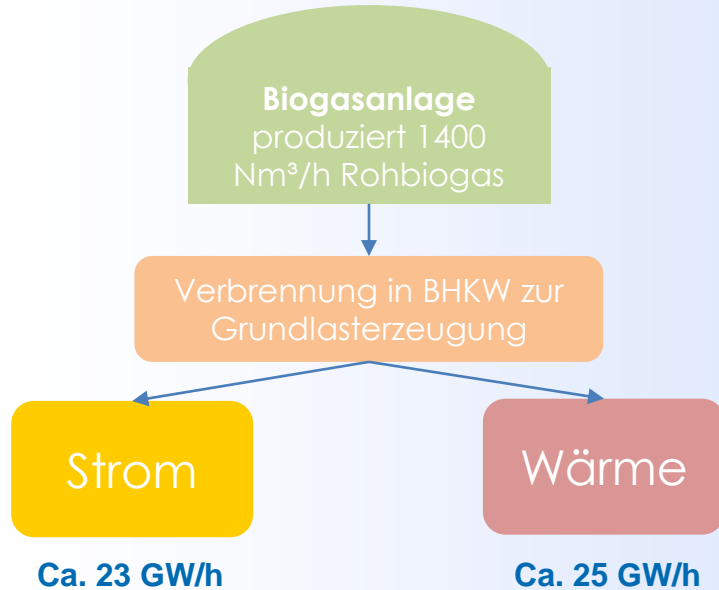 Biogasanlage
produziert 1400
Nm³/h Rohbiogas
Verbrennung in BHKW zur
Grundlasterzeugung
Strom
Wärme
Ca. 23 GW/h
Ca. 25 GW/h